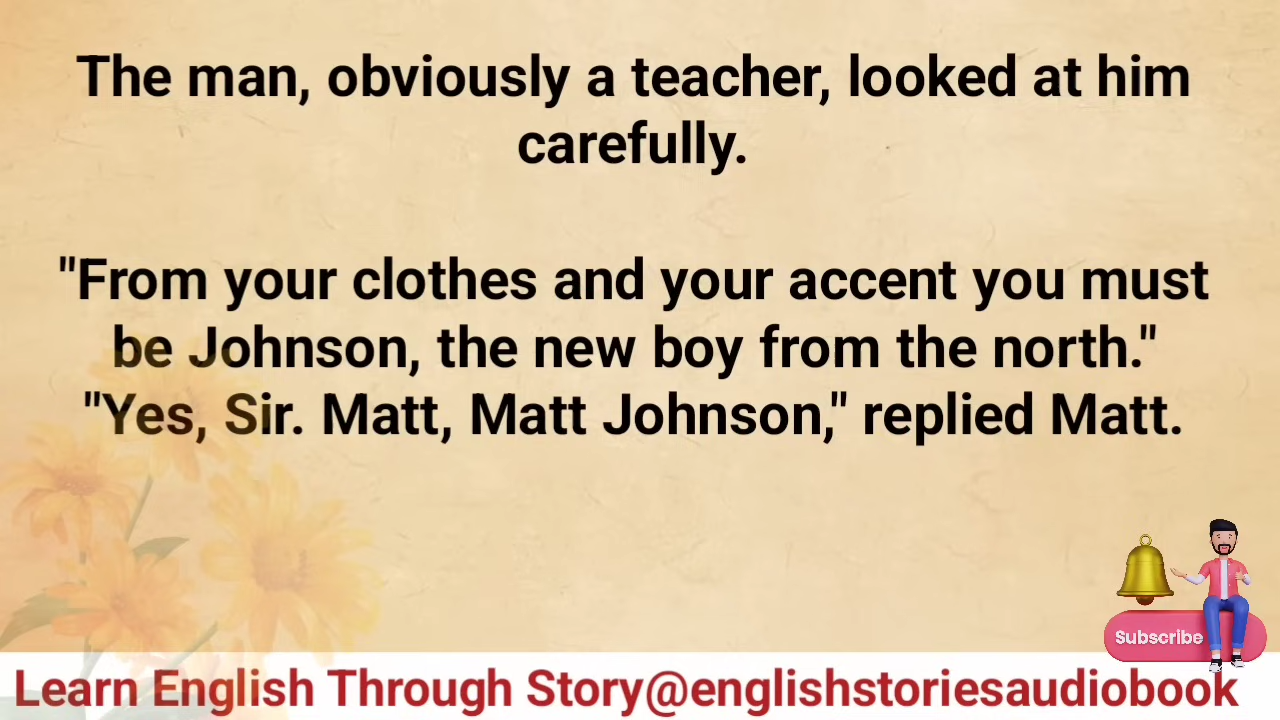 The man, obviously a teacher, looked at him
carefully.
"From your clothes and your accent you must
be Johnson, the new boy from the north."
"Yes, Sir. Matt, Matt Johnson," replied Matt.
Subscribe
Learn English Through Story@englishstoriesaudiobook